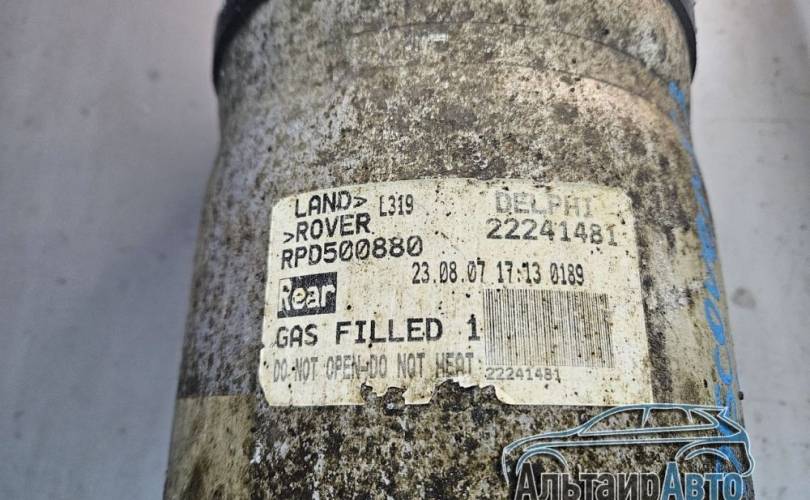 LAND> L319 DELPHI
>ROVER 22241481
RPD500880
23.08.07 17:13 0189
Rear
GAS FILLED 1
DO NOT OPEN-DO NOT HEAT 22241481
АльтаирАвто